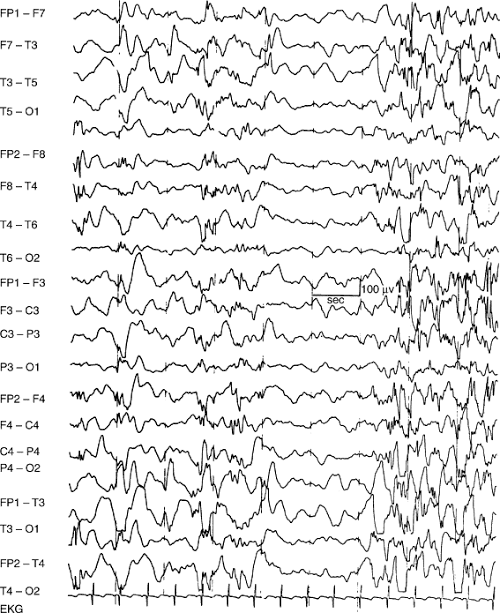 FP1 – F7
F7 – T3
T3 – T5
T5 – O1
FP2 – F8
F8 – T4
T4 – T6
T6 – O2
FP1 – F3
100 μv
sec
F3 – C3
C3 – P3
P3 – O1
FP2 – F4
F4 – C4
C4 – P4
P4 – O2
FP1 – T3
T3 – O1
FP2 – T4
T4 – O2
EKG